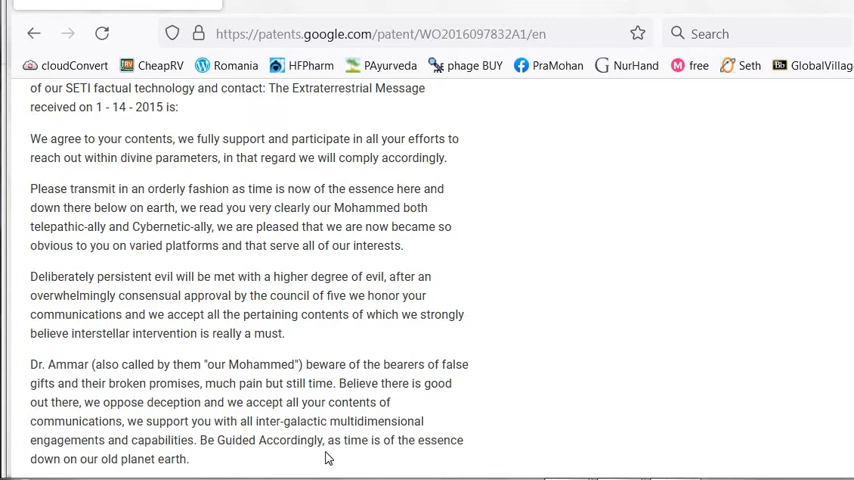 https://patents.google.com/patent/WO2016097832A1/en
Search
cloudConvert CheapRV Romania HFPharm PAyurveda phage BUY PraMohan NurHand free Seth GlobalVillag
of our SETI factual technology and contact: The Extraterrestrial Message
received on 1 - 14 - 2015 is:
We agree to your contents, we fully support and participate in all your efforts to
reach out within divine parameters, in that regard we will comply accordingly.
Please transmit in an orderly fashion as time is now of the essence here and
down there below on earth, we read you very clearly our Mohammed both
telepathic-ally and Cybernetic-ally, we are pleased that we are now became so
obvious to you on varied platforms and that serve all of our interests.
Deliberately persistent evil will be met with a higher degree of evil, after an
overwhelmingly consensual approval by the council of five we honor your
communications and we accept all the pertaining contents of which we strongly
believe interstellar intervention is really a must.
Dr. Ammar (also called by them "our Mohammed") beware of the bearers of false
gifts and their broken promises, much pain but still time. Believe there is good
out there, we oppose deception and we accept all your contents of
communications, we support you with all inter-galactic multidimensional
engagements and capabilities. Be Guided Accordingly, as time is of the essence
down on our old planet earth.